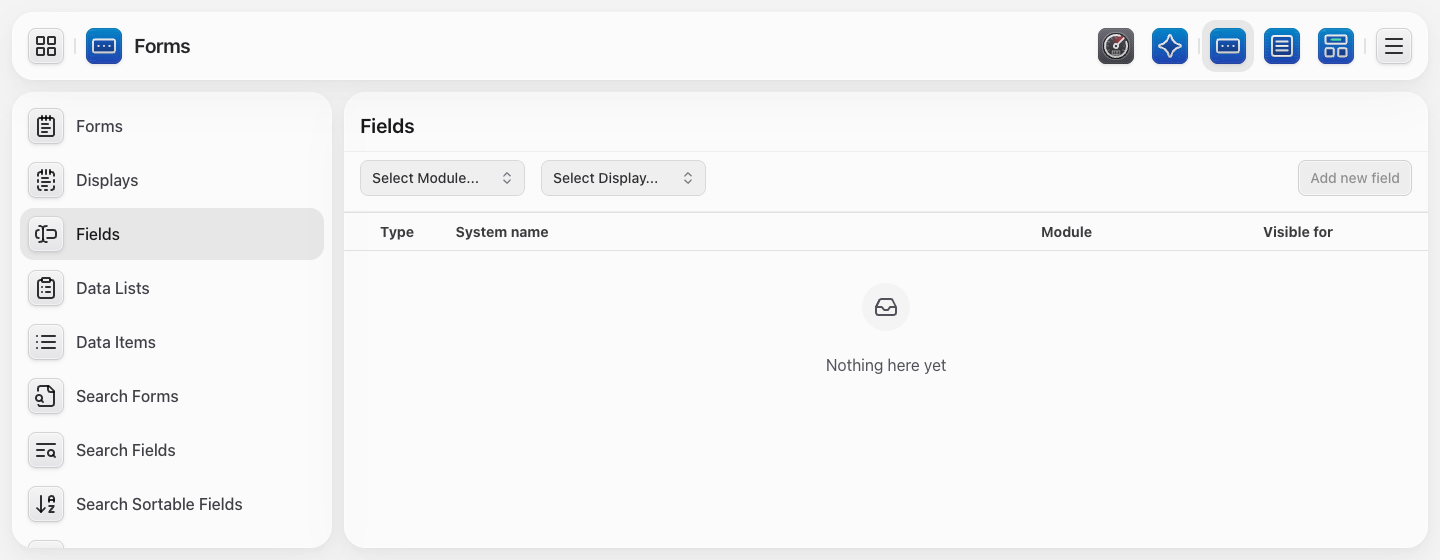 Forms
Forms
Displays
Fields
Data Lists
Data Items
Search Forms
Search Fields
Search Sortable Fields
Fields
Select Module...
Select Display...
Add new field
Type
System name
Module
Visible for
Nothing here yet